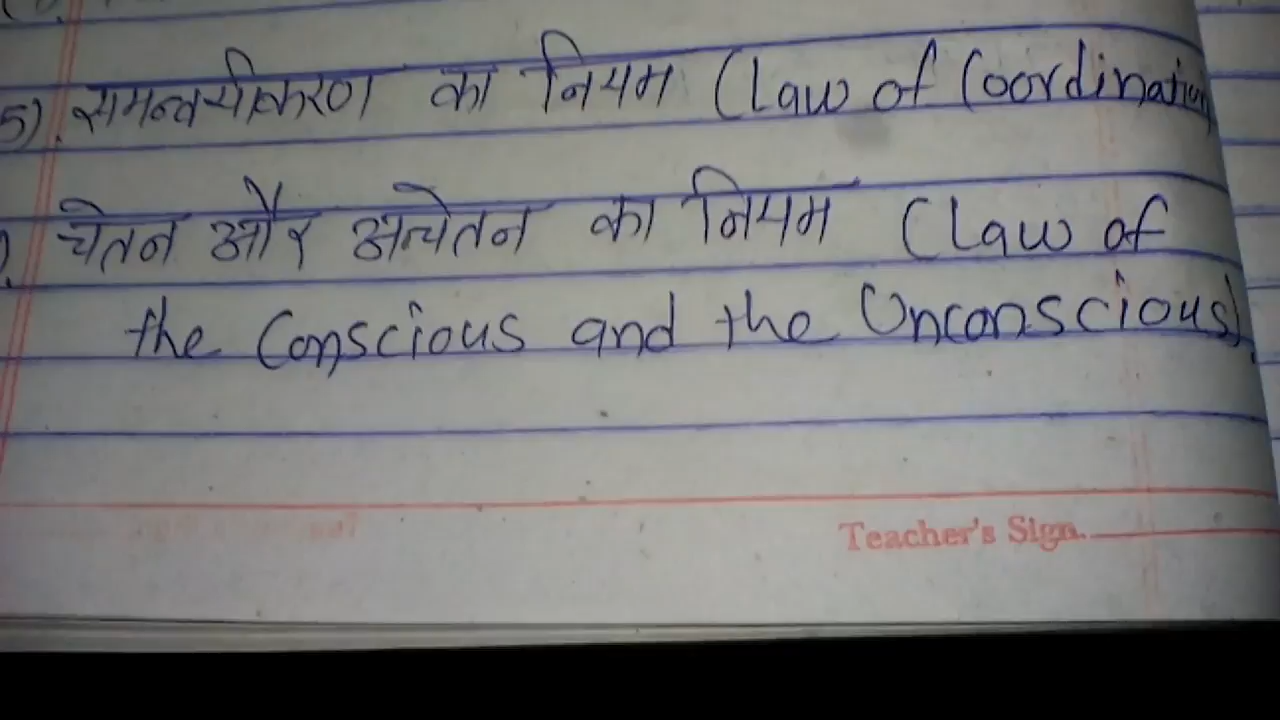 5). समन्वयीकरण का नियम (Law of Coordination
). चेतन और अचेतन का नियम (Law of
the Conscious and the Unconscious).
Teacher's Sign.